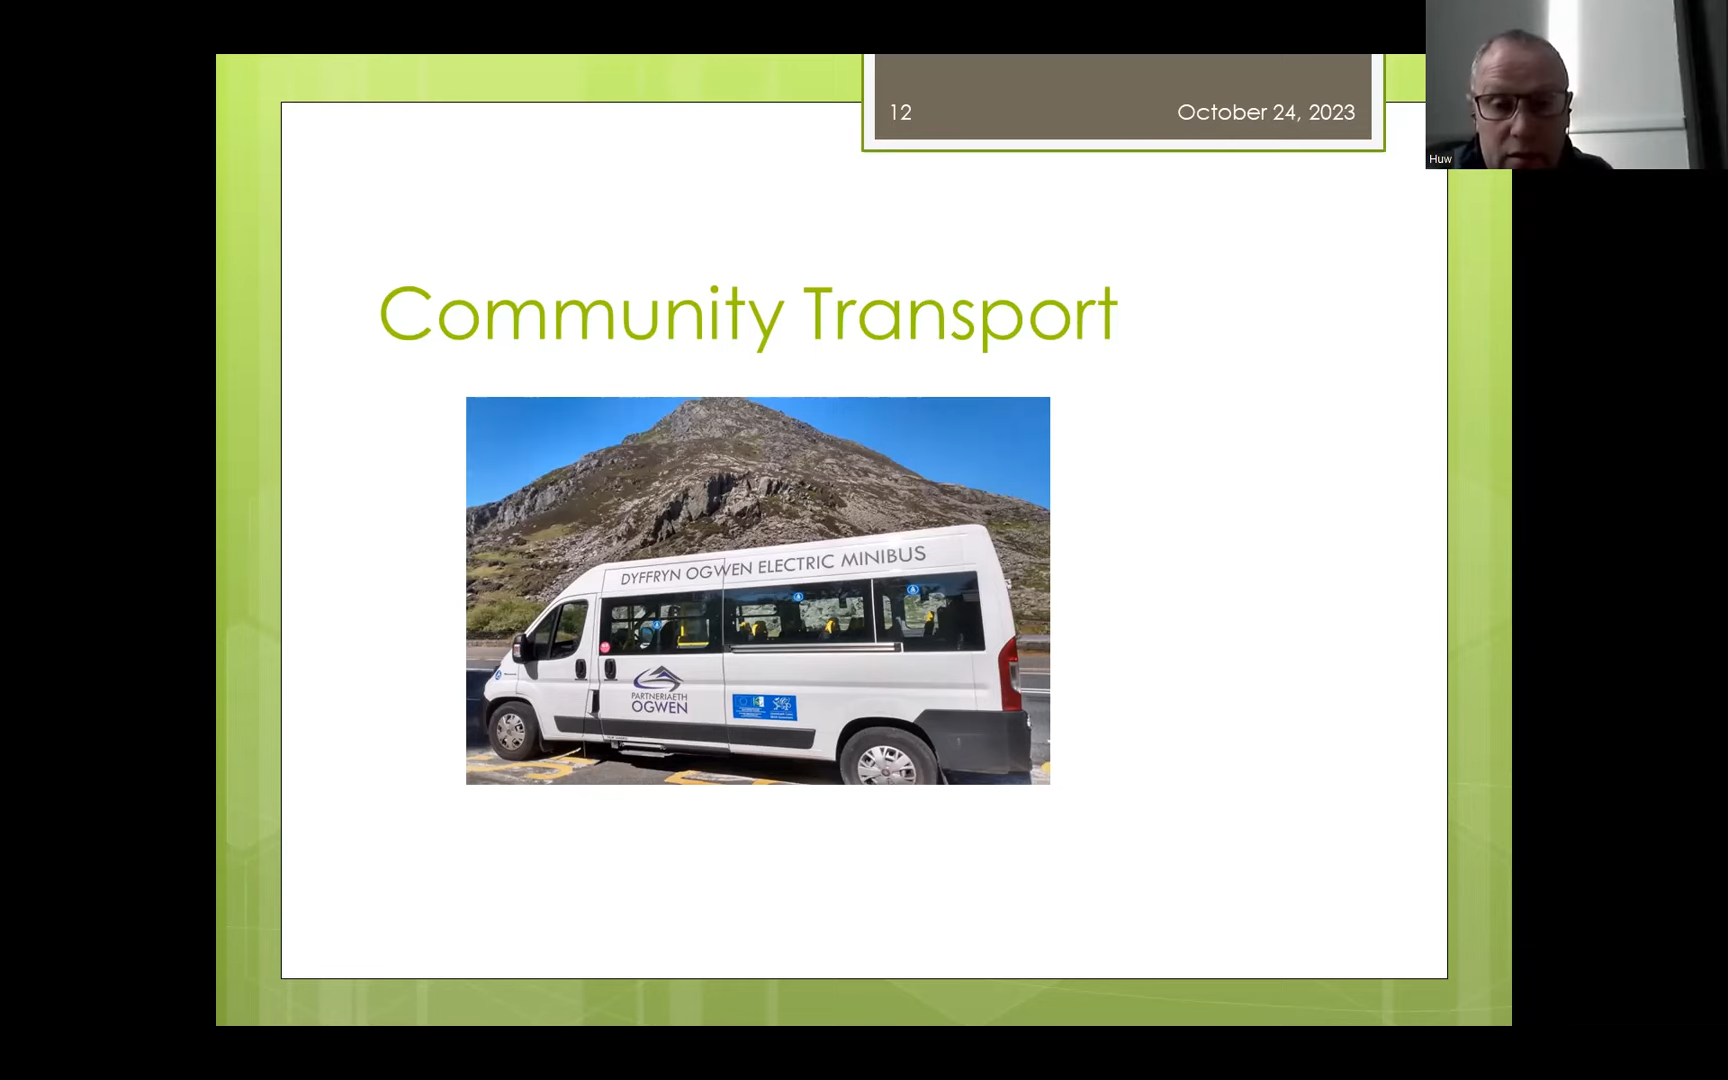 12
October 24, 2023
Huw
Community Transport
DYFFRYN OGWEN ELECTRIC MINIBUS
PARTNERIAETH
OGWEN